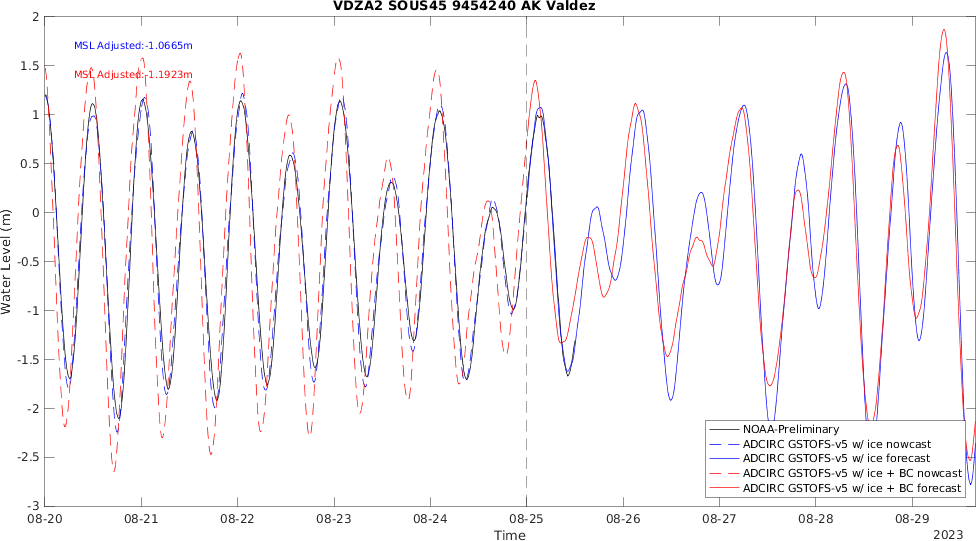 VDZA2 SOUS45 9454240 AK Valdez
MSL Adjusted:-1.0665m
MSL Adjusted:-1.1923m
2
1.5
1
0.5
0
-0.5
-1
-1.5
-2
-2.5
-3
Water Level (m)
NOAA-Preliminary
ADCIRC GSTOFS-v5 w/ ice nowcast
ADCIRC GSTOFS-v5 w/ ice forecast
ADCIRC GSTOFS-v5 w/ ice + BC nowcast
ADCIRC GSTOFS-v5 w/ ice + BC forecast
08-20 08-21 08-22 08-23 08-24 08-25 08-26 08-27 08-28 08-29
Time
2023